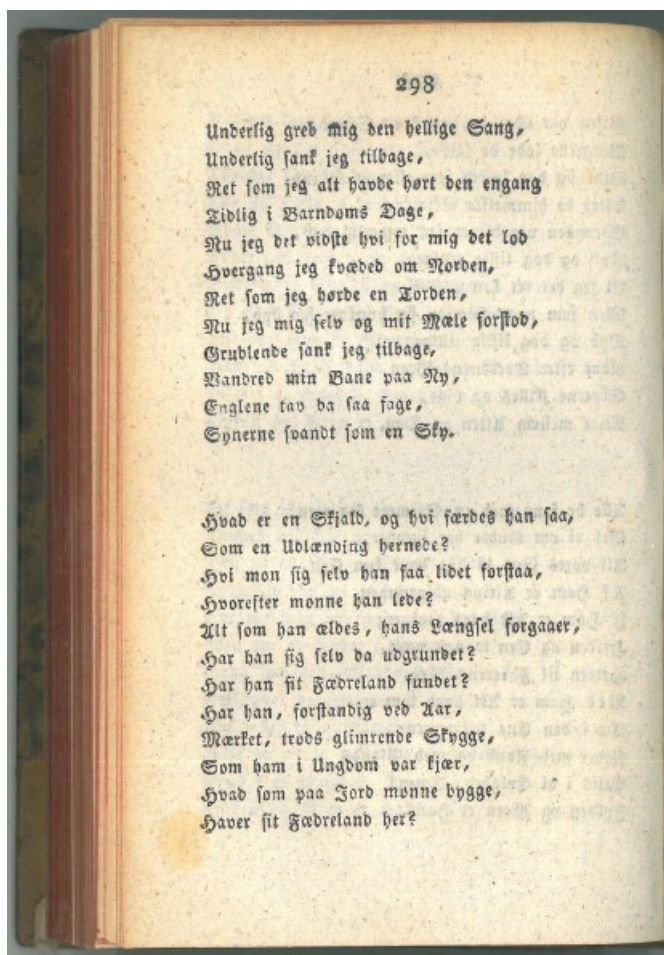 298
Underlig greb mig den hellige Sang,
Underlig sank jeg tilbage,
Ret som jeg alt havde hørt den engang
Tidlig i Barndoms Dage,
Nu jeg det vidste hvi for mig det lød
Hvergang jeg kvæded om Norden,
Ret som jeg hørde en Torden,
Nu jeg mig selv og mit Mæle forstod,
Grublende sank jeg tilbage,
Vandred min Bane paa Ny,
Englene tav da saa fage,
Synerne svandt som en Sky.
Hvad er en Skjald, og hvi færdes han saa,
Som en Udlænding hernede?
Hvi mon sig selv han saa lidet forstaa,
Hvorefter monne han lede?
Alt som han ældes, hans Længsel forgaaer,
Har han sig selv da udgrundet?
Har han sit Fædreland fundet?
Har han, forstandig ved Aar,
Mærket, trods glimrende Skygge,
Som ham i Ungdom var kjær,
Hvad som paa Jord monne bygge,
Haver sit Fædreland her?